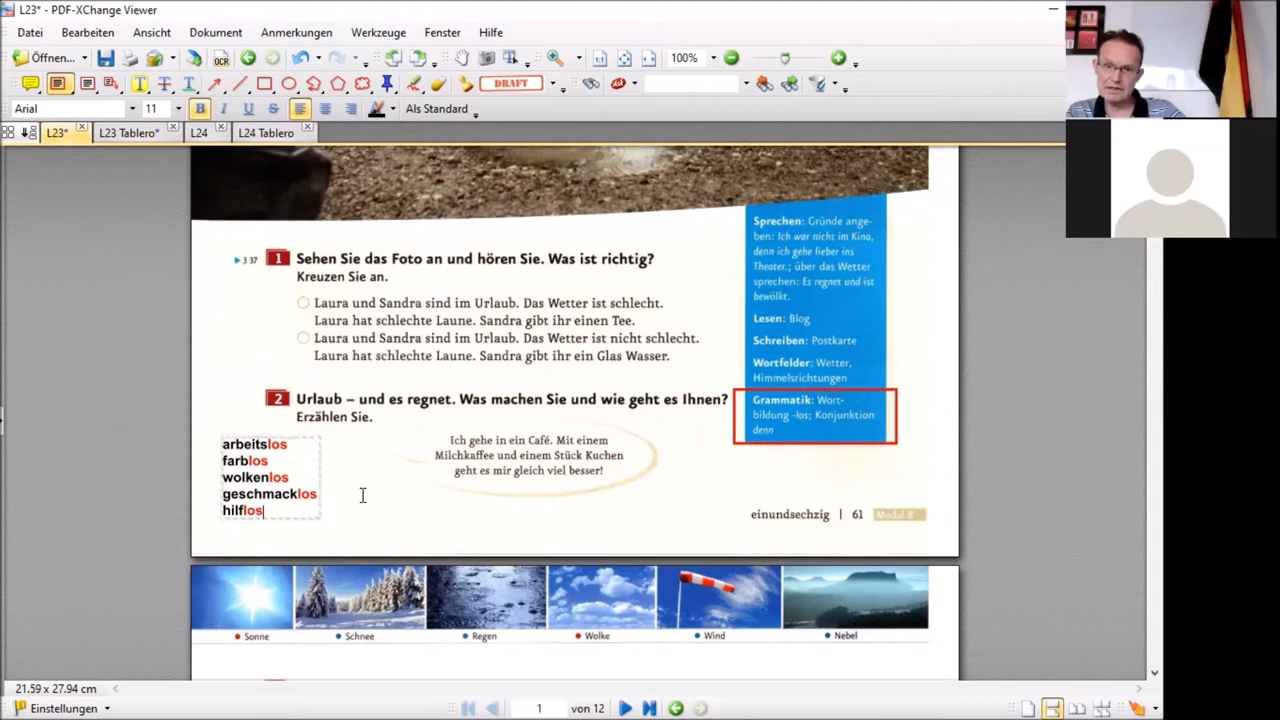 L23* - PDF-XChange Viewer
Datei Bearbeiten Ansicht Dokument Anmerkungen Werkzeuge Fenster Hilfe
Öffnen... OCR 100%
DRAFT
Arial 11 B I U A Als Standard
L23* L23 Tablero* L24 L24 Tablero
Sprechen: Gründe ange-
ben: Ich war nicht im Kino,
denn ich gehe lieber ins
Theater.; über das Wetter
sprechen: Es regnet und ist
bewölkt.
Lesen: Blog
Schreiben: Postkarte
Wortfelder: Wetter,
Himmelsrichtungen
Grammatik: Wort-
bildung -los; Konjunktion
denn
3 37 1 Sehen Sie das Foto an und hören Sie. Was ist richtig?
Kreuzen Sie an.
Laura und Sandra sind im Urlaub. Das Wetter ist schlecht.
Laura hat schlechte Laune. Sandra gibt ihr einen Tee.
Laura und Sandra sind im Urlaub. Das Wetter ist nicht schlecht.
Laura hat schlechte Laune. Sandra gibt ihr ein Glas Wasser.
2 Urlaub – und es regnet. Was machen Sie und wie geht es Ihnen?
Erzählen Sie.
arbeitslos
farblos
wolkenlos
geschmacklos
hilflos
Ich gehe in ein Café. Mit einem
Milchkaffee und einem Stück Kuchen
geht es mir gleich viel besser!
einundsechzig | 61 Modul 8
Sonne Schnee Regen Wolke Wind Nebel
21.59 x 27.94 cm
Einstellungen 1 von 12